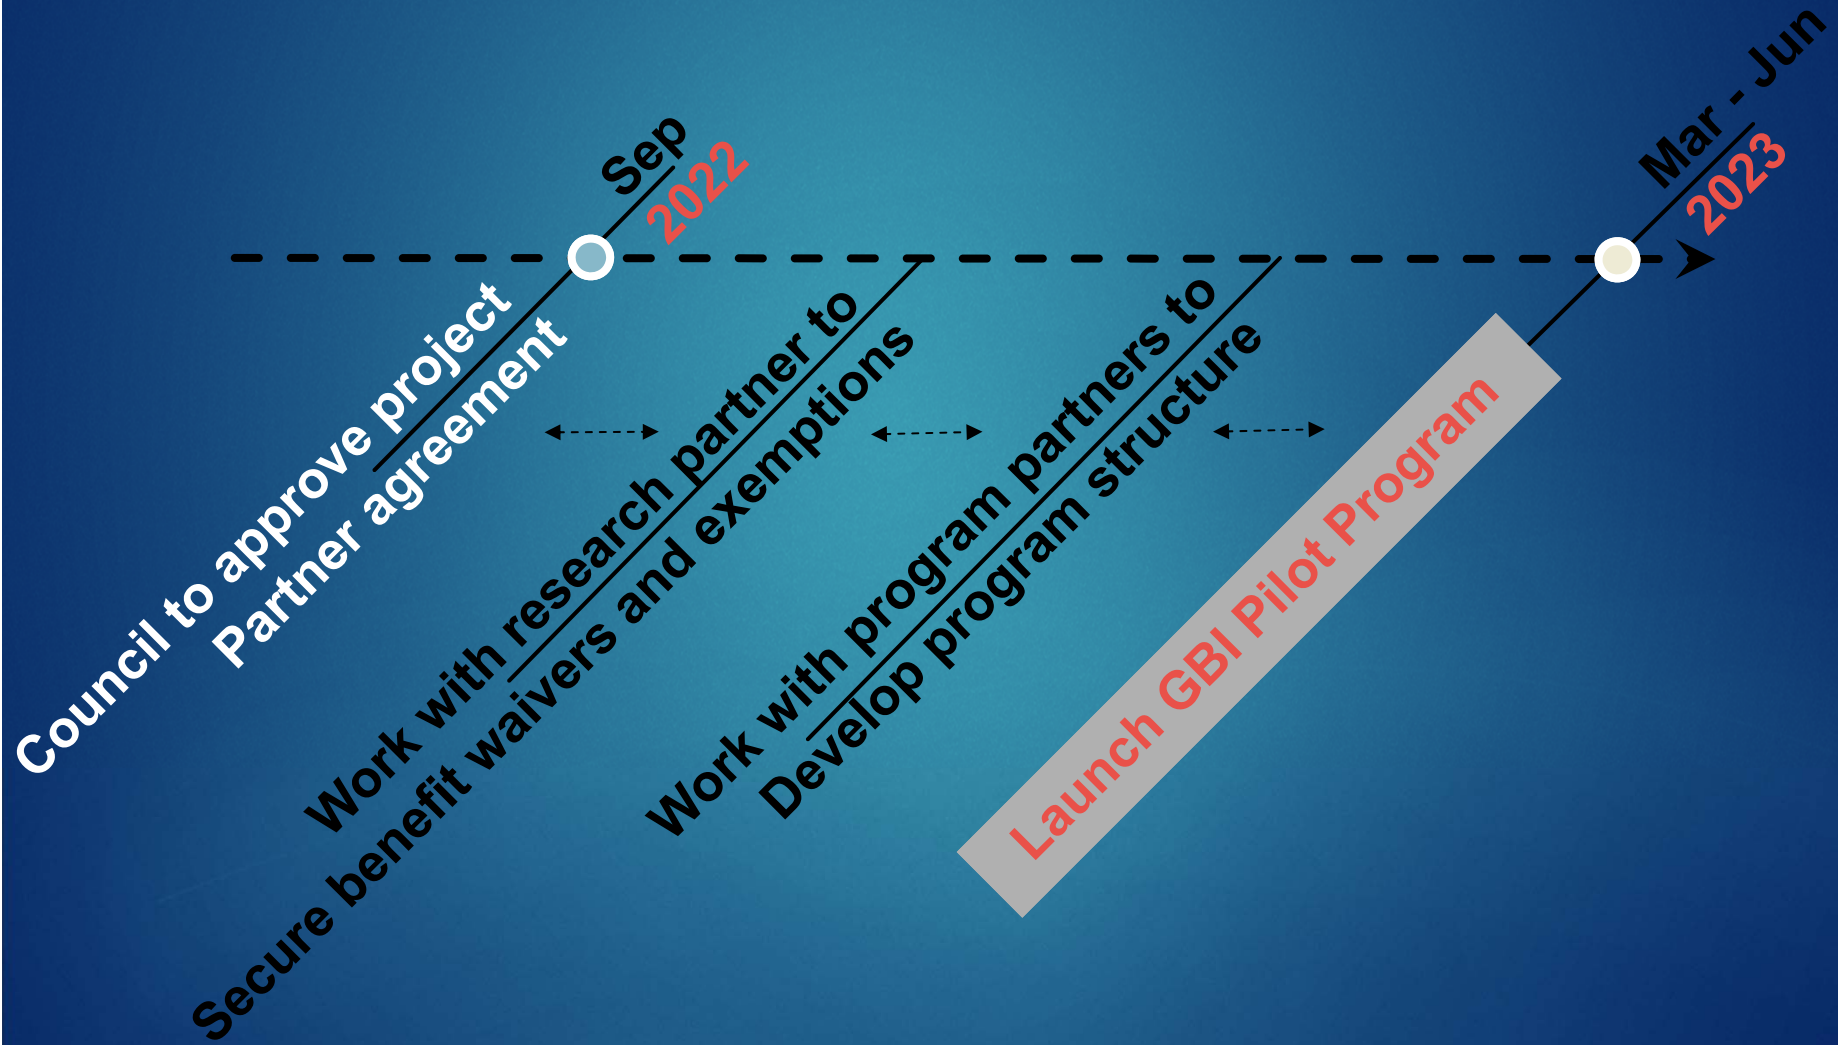 Sep
2022
Mar - Jun
2023
Council to approve project
Partner agreement
Work with research partner to
Secure benefit waivers and exemptions
Work with program partners to
Develop program structure
Launch GBI Pilot Program